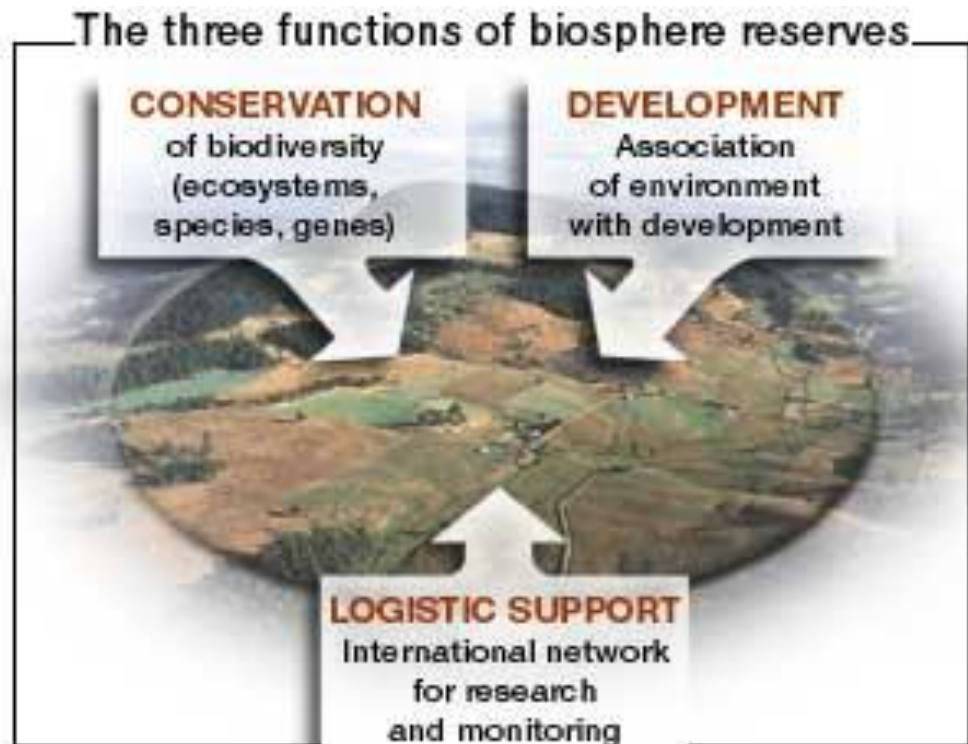 The three functions of biosphere reserves
CONSERVATION
of biodiversity
(ecosystems,
species, genes)
DEVELOPMENT
Association
of environment
with development
LOGISTIC SUPPORT
International network
for research
and monitoring